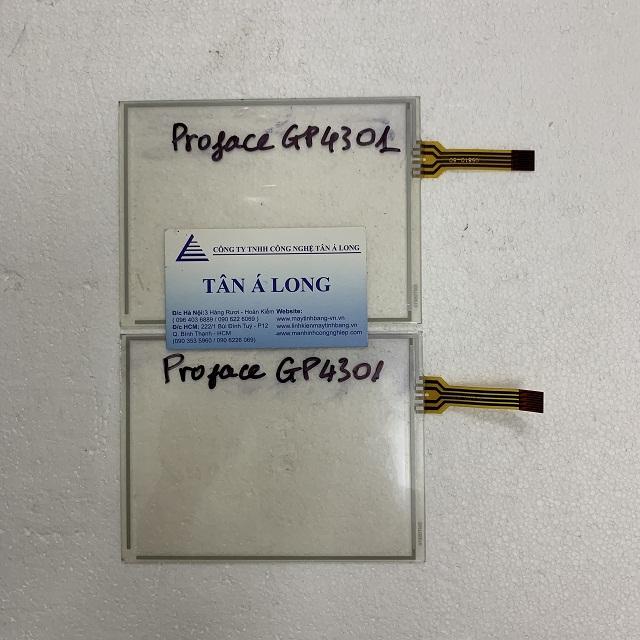 Proface GP4301
CÔNG TY TNHH CÔNG NGHỆ TÂN Á LONG
TÂN Á LONG
Đ/c Hà Nội:3 Hàng Rươi - Hoàn Kiếm
( 096 403 6889 / 090 622 6069 )
Đ/c HCM: 222/1 Bùi Đình Tuý - P12
Q. Bình Thạnh - HCM
(090 353 5960 / 090 6226 069)
Website:
www.maytinhbang-vn.vn
www.linhkienmaytinhbang.vn
www.manhinhcongnghiep.com
Proface GP4301